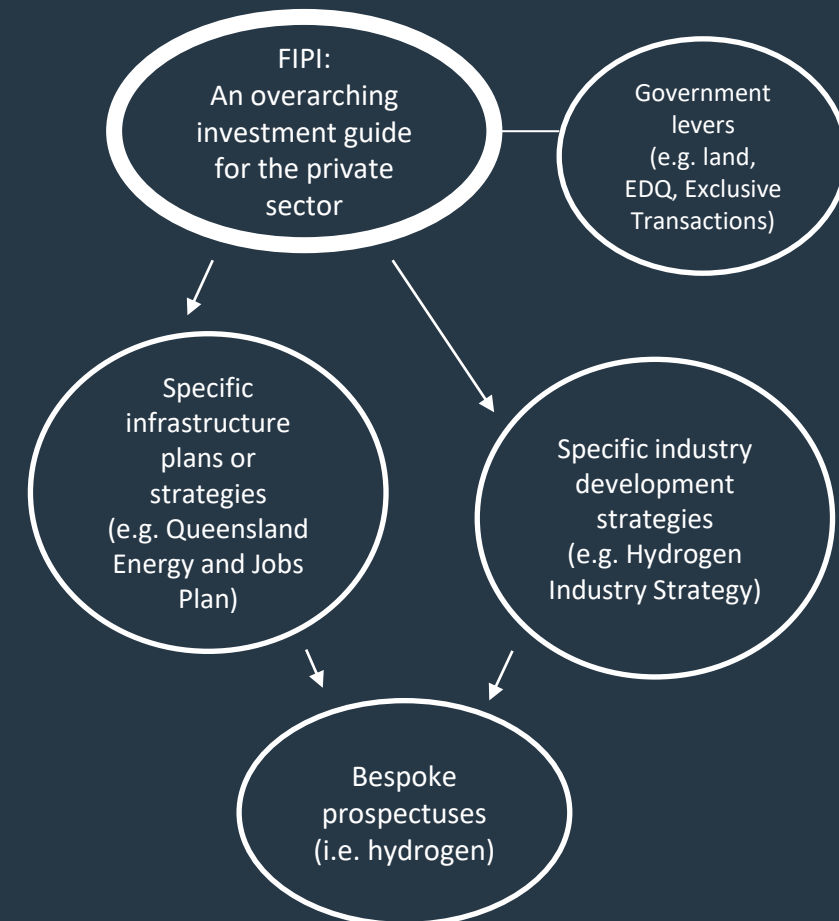 FIPI:
An overarching
investment guide
for the private
sector
Government
levers
(e.g. land,
EDQ, Exclusive
Transactions)
Specific
infrastructure
plans or
strategies
(e.g. Queensland
Energy and Jobs
Plan)
Specific industry
development
strategies
(e.g. Hydrogen
Industry Strategy)
Bespoke
prospectuses
(i.e. hydrogen)